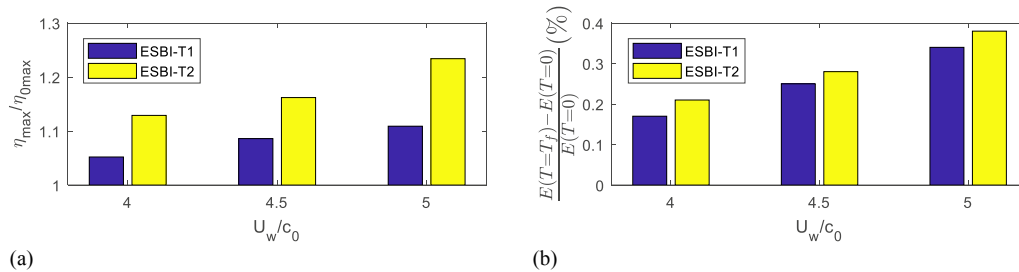 1.3
1.2
1.1
1
η_max/η_0max
ESBI-T1
ESBI-T2
4 4.5 5
U_w/c_0
(a)
0.4
0.3
0.2
0.1
0
E(T=T_f)−E(T=0)
E(T=0)
(%)
ESBI-T1
ESBI-T2
4 4.5 5
U_w/c_0
(b)